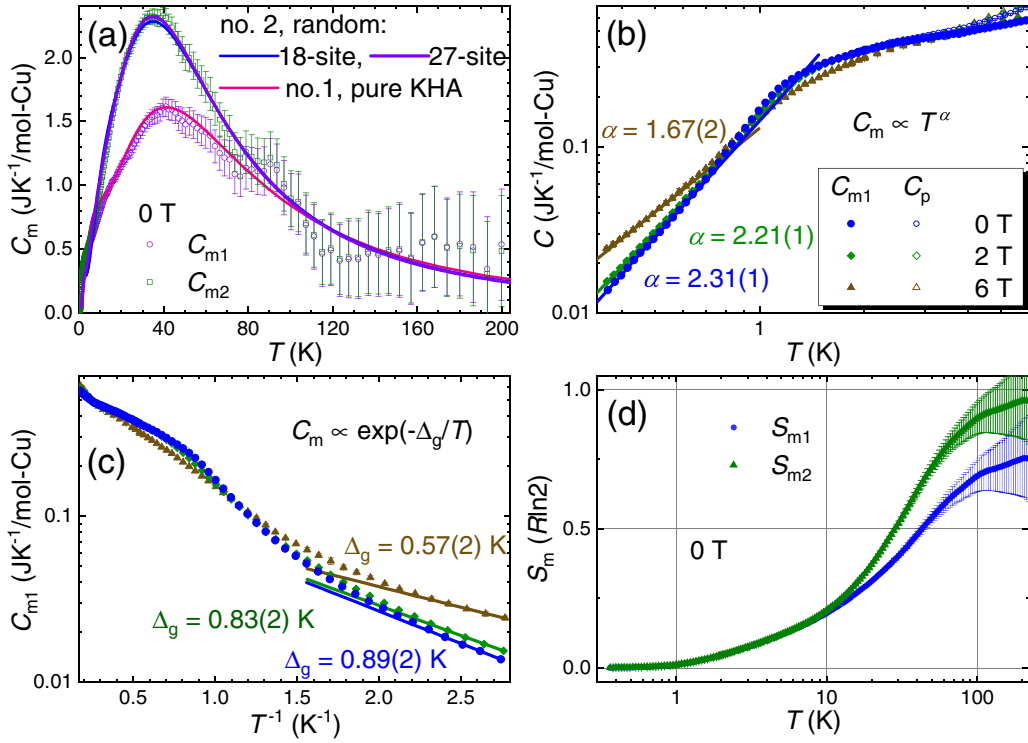 (a)
no. 2, random:
18-site, 27-site
no.1, pure KHA
0 T
C_m1
C_m2
C_m (JK⁻¹/mol-Cu)
0.0 0.5 1.0 1.5 2.0
0 40 80 120 160 200
T (K)
(b)
α = 1.67(2)
C_m ∝ T^α
α = 2.21(1)
α = 2.31(1)
C_m1 C_p
0 T
2 T
6 T
C (JK⁻¹/mol-Cu)
0.1
0.01
1
T (K)
(c)
C_m ∝ exp(-Δ_g/T)
Δ_g = 0.57(2) K
Δ_g = 0.83(2) K
Δ_g = 0.89(2) K
C_m1 (JK⁻¹/mol-Cu)
0.1
0.01
0.5 1.0 1.5 2.0 2.5
T⁻¹ (K⁻¹)
(d)
S_m1
S_m2
0 T
S_m (Rln2)
1.0
0.5
0.0
1 10 100
T (K)